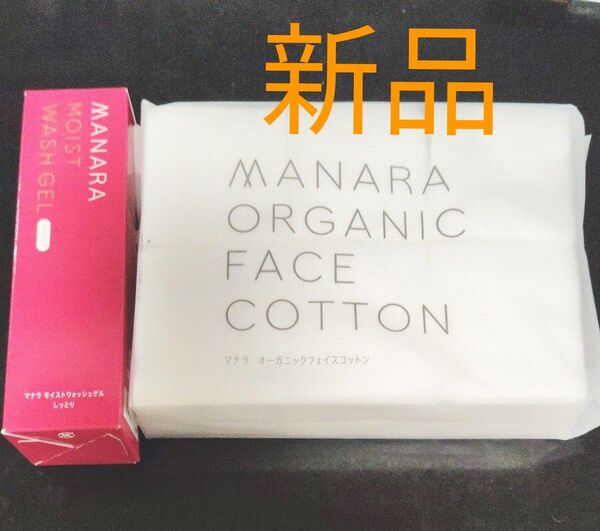 新品
MANARA
MOIST
WASH GEL
マナラ モイストウォッシュゲル
しっとり
MANARA
ORGANIC
FACE
COTTON
マナラ オーガニックフェイスコットン